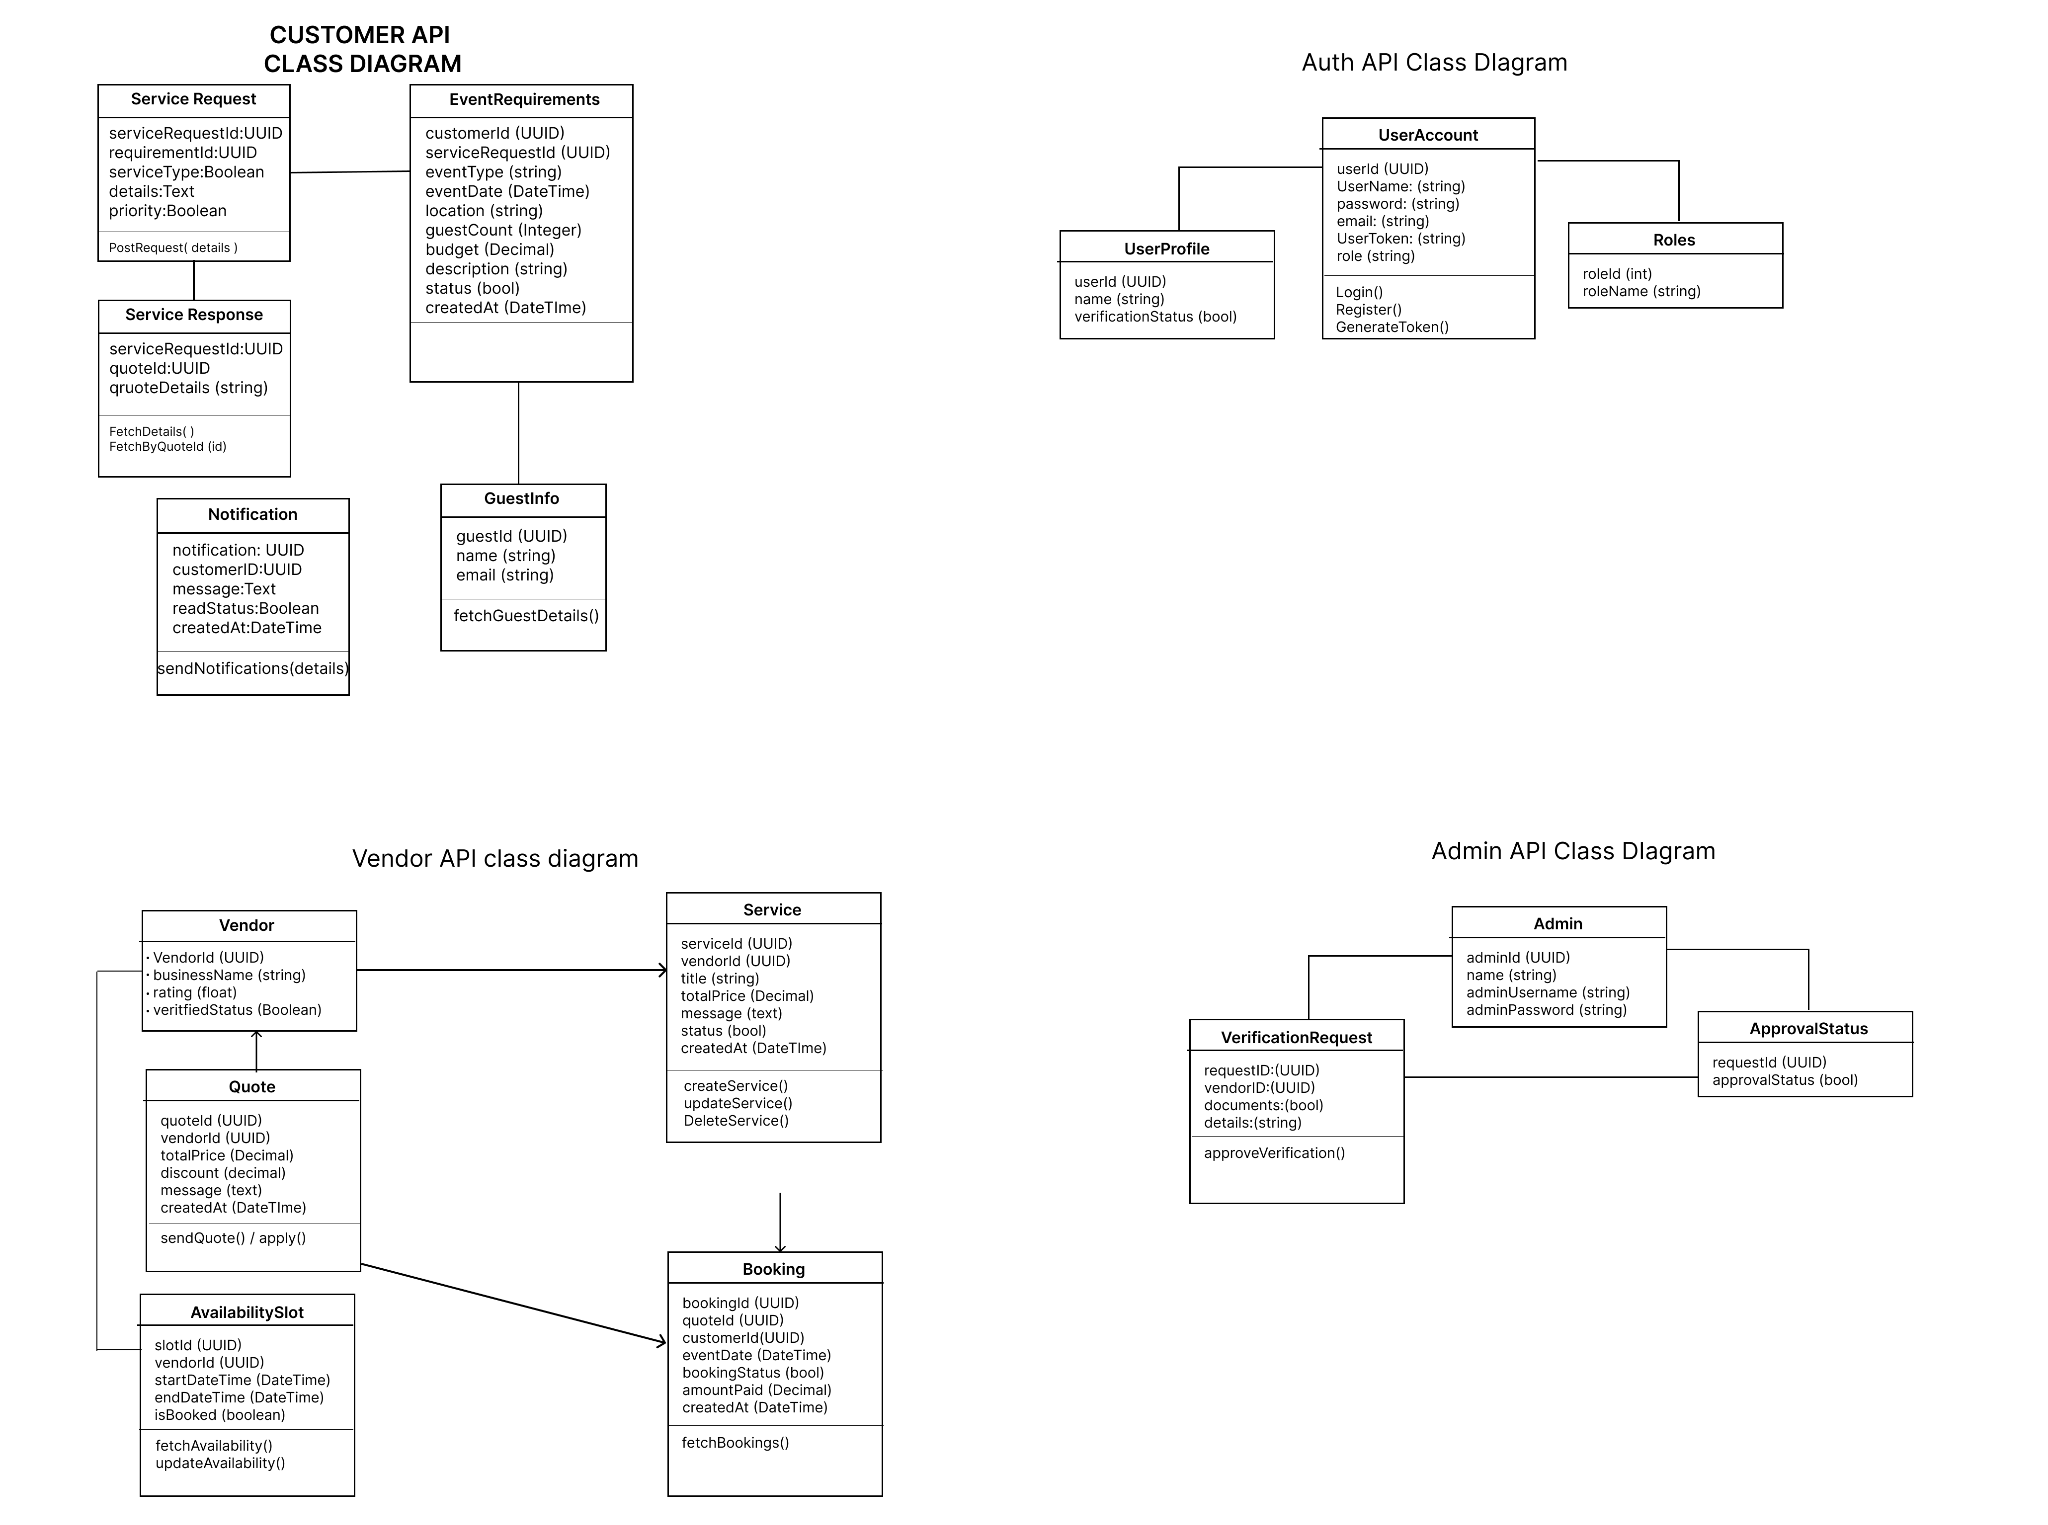 CUSTOMER API
CLASS DIAGRAM
Service Request
serviceRequestId:UUID
requirementId:UUID
serviceType:Boolean
details:Text
priority:Boolean
PostRequest( details )
EventRequirements
customerId (UUID)
serviceRequestId (UUID)
eventType (string)
eventDate (DateTime)
location (string)
guestCount (Integer)
budget (Decimal)
description (string)
status (bool)
createdAt (DateTIme)
Service Response
serviceRequestId:UUID
quoteId:UUID
qruoteDetails (string)
FetchDetails( )
FetchByQuoteId (id)
Notification
notification: UUID
customerID:UUID
message:Text
readStatus:Boolean
createdAt:DateTime
sendNotifications(details)
GuestInfo
guestId (UUID)
name (string)
email (string)
fetchGuestDetails()
Auth API Class DIagram
UserAccount
userId (UUID)
UserName: (string)
password: (string)
email: (string)
UserToken: (string)
role (string)
Login()
Register()
GenerateToken()
UserProfile
userId (UUID)
name (string)
verificationStatus (bool)
Roles
roleId (int)
roleName (string)
Vendor API class diagram
Vendor
· VendorId (UUID)
· businessName (string)
· rating (float)
· veritfiedStatus (Boolean)
Service
serviceId (UUID)
vendorId (UUID)
title (string)
totalPrice (Decimal)
message (text)
status (bool)
createdAt (DateTIme)
createService()
updateService()
DeleteService()
Quote
quoteId (UUID)
vendorId (UUID)
totalPrice (Decimal)
discount (decimal)
message (text)
createdAt (DateTIme)
sendQuote() / apply()
AvailabilitySlot
slotId (UUID)
vendorId (UUID)
startDateTime (DateTime)
endDateTime (DateTime)
isBooked (boolean)
fetchAvailability()
updateAvailability()
Booking
bookingId (UUID)
quoteId (UUID)
customerId(UUID)
eventDate (DateTime)
bookingStatus (bool)
amountPaid (Decimal)
createdAt (DateTime)
fetchBookings()
Admin API Class DIagram
Admin
adminId (UUID)
name (string)
adminUsername (string)
adminPassword (string)
VerificationRequest
requestID:(UUID)
vendorID:(UUID)
documents:(bool)
details:(string)
approveVerification()
ApprovalStatus
requestId (UUID)
approvalStatus (bool)